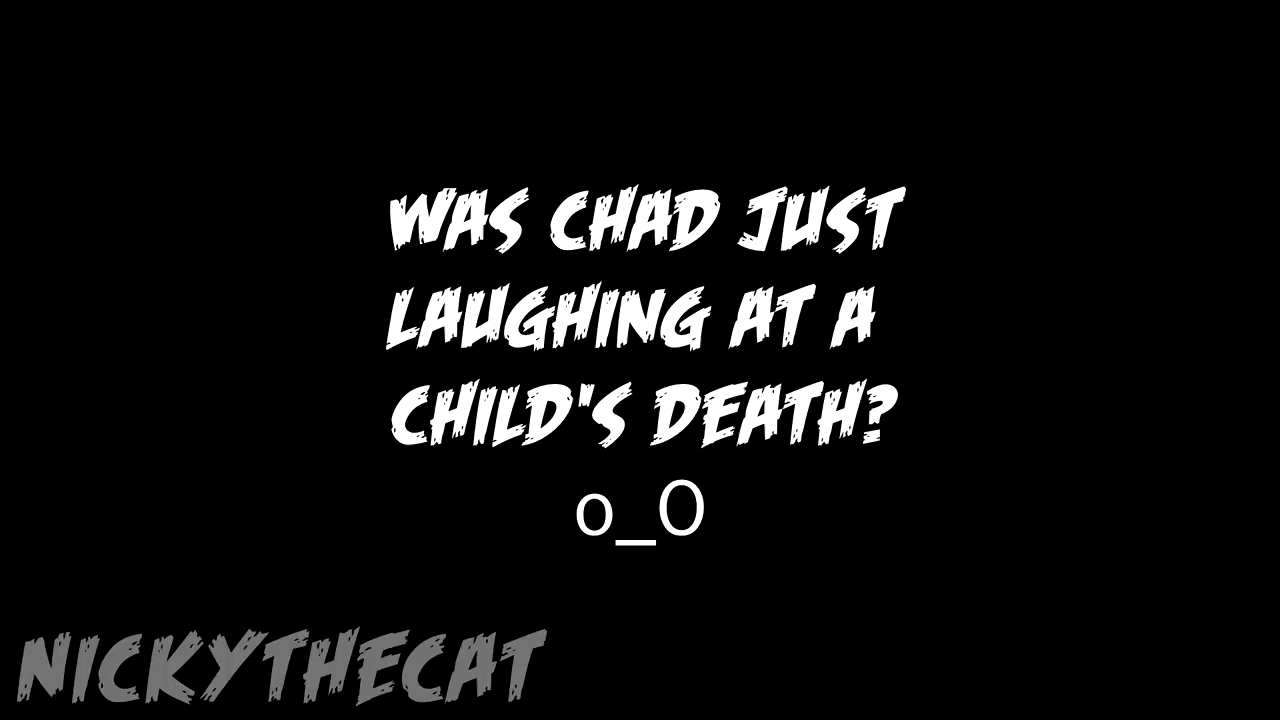 WAS CHAD JUST
LAUGHING AT A
CHILD'S DEATH?
o_O
NICKYTHECAT